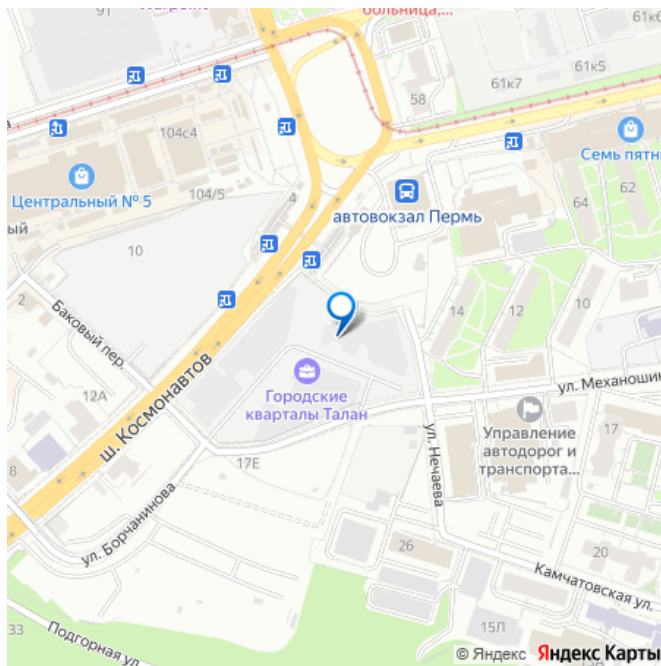 91
больница,...
61к6
61к5
61к7
58
104с4
Семь пятни
Центральный № 5
104/5
4
62
64
автовокзал Пермь
ый
10
2
Баковый пер.
14
12
10
ш. Космонавтов
Городские
кварталы Талан
12А
ул. Механошин
Управление
автодорог и
транспорта...
17
ул. Нечаева
17Е
8
ул. Борчанинова
26
20
Камчатовская ул.
33
Подгорная ул.
15Л
© Яндекс Яндекс Карты